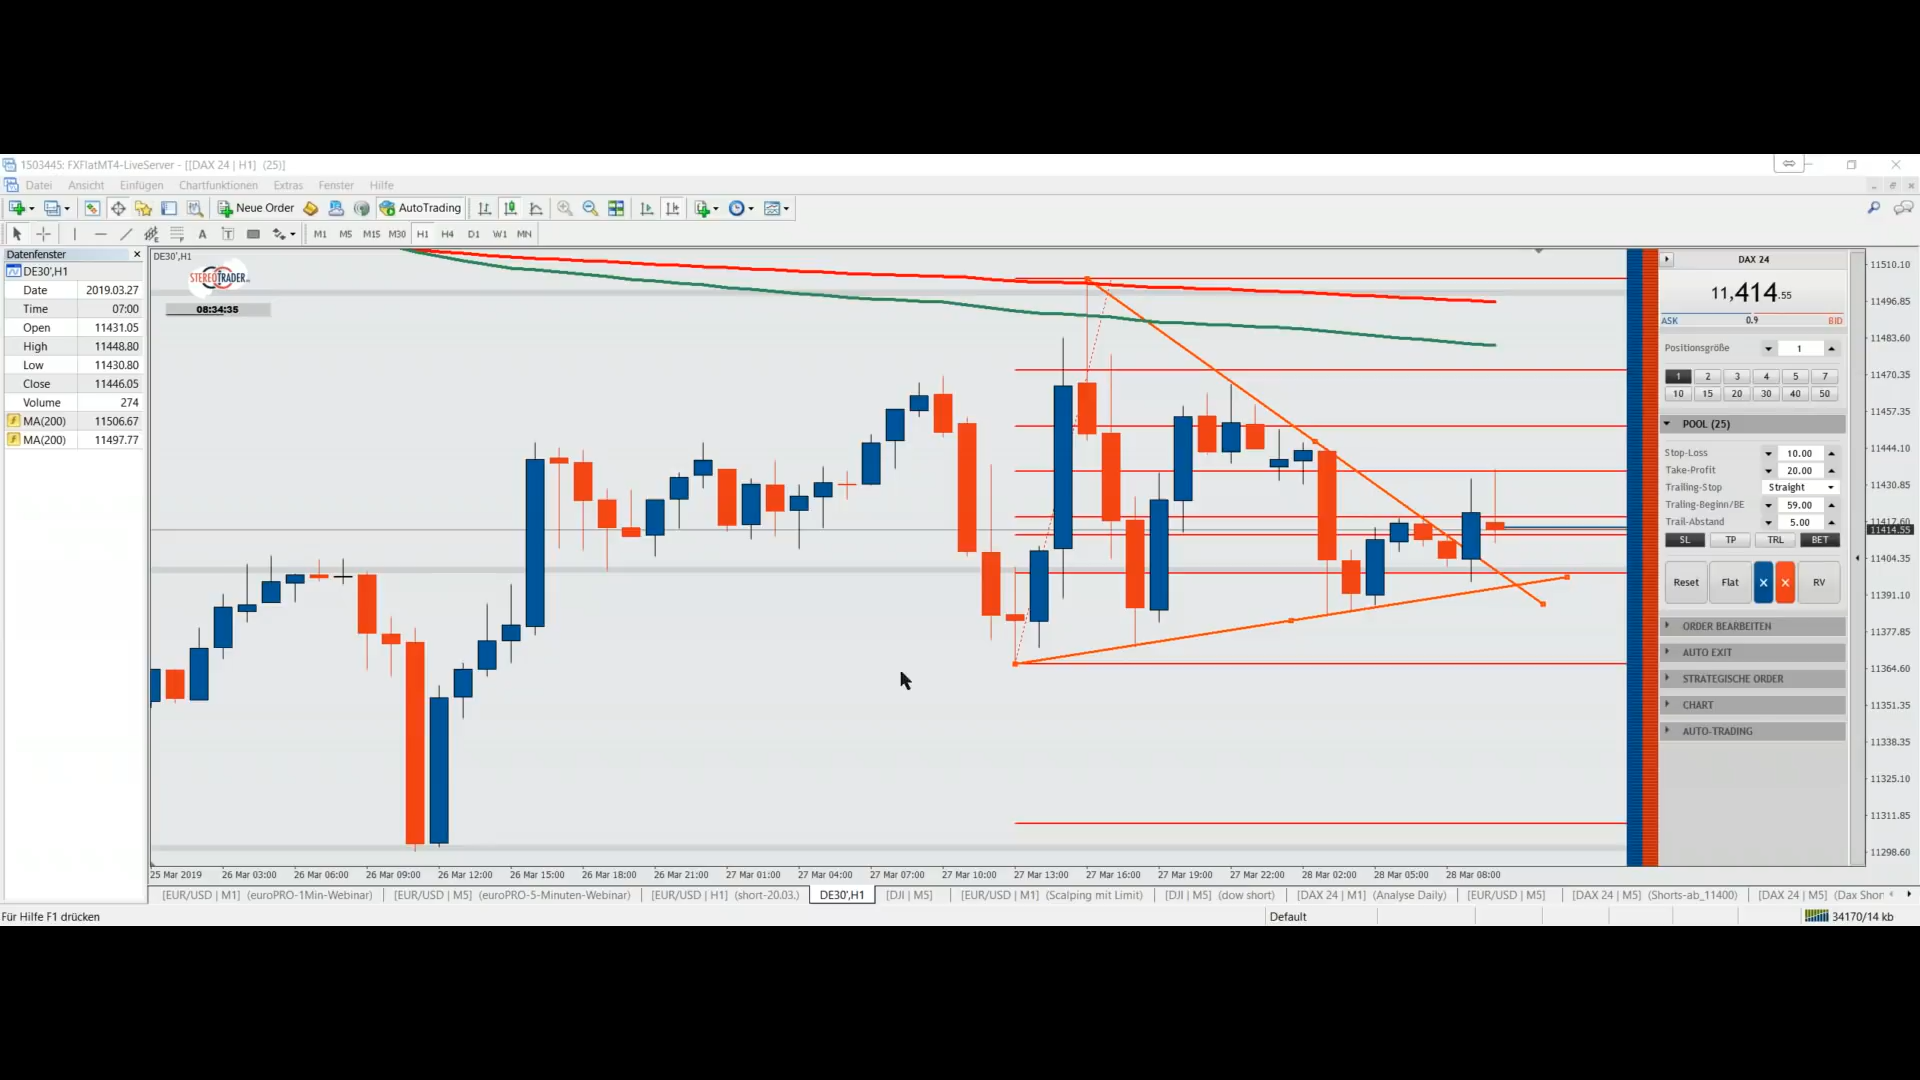 1503445: FXFlatMT4-LiveServer - [[DAX 24 | H1] (25)]
Datei Ansicht Einfügen Chartfunktionen Extras Fenster Hilfe
Neue Order AutoTrading
A T M1 M5 M15 M30 H1 H4 D1 W1 MN
Datenfenster
DE30',H1
Date 2019.03.27
Time 07:00
Open 11431.05
High 11448.80
Low 11430.80
Close 11446.05
Volume 274
MA(200) 11506.67
MA(200) 11497.77
DE30',H1
STEREOTRADER
08:34:35
DAX 24
11,414.55
ASK 0.9 BID
Positionsgröße 1
1 2 3 4 5 7
10 15 20 30 40 50
POOL (25)
Stop-Loss 10.00
Take-Profit 20.00
Trailing-Stop Straight
Traling-Beginn/BE 59.00
Trail-Abstand 5.00
SL TP TRL BET
Reset Flat X X RV
ORDER BEARBEITEN
AUTO EXIT
STRATEGISCHE ORDER
CHART
AUTO-TRADING
11510.10
11496.85
11483.60
11470.35
11457.35
11444.10
11430.85
11417.60
11414.55
11404.35
11391.10
11377.85
11364.60
11351.35
11338.35
11325.10
11311.85
11298.60
25 Mar 2019 26 Mar 03:00 26 Mar 06:00 26 Mar 09:00 26 Mar 12:00 26 Mar 15:00 26 Mar 18:00 26 Mar 21:00 27 Mar 01:00 27 Mar 04:00 27 Mar 07:00 27 Mar 10:00 27 Mar 13:00 27 Mar 16:00 27 Mar 19:00 27 Mar 22:00 28 Mar 02:00 28 Mar 05:00 28 Mar 08:00
[EUR/USD | M1] (euroPRO-1Min-Webinar) [EUR/USD | M5] (euroPRO-5-Minuten-Webinar) [EUR/USD | H1] (short-20.03.) DE30',H1 [DJI | M5] [EUR/USD | M1] (Scalping mit Limit) [DJI | M5] (dow short) [DAX 24 | M1] (Analyse Daily) [EUR/USD | M5] [DAX 24 | M5] (Shorts-ab_11400) [DAX 24 | M5] (Dax Shor
Für Hilfe F1 drücken Default 34170/14 kb